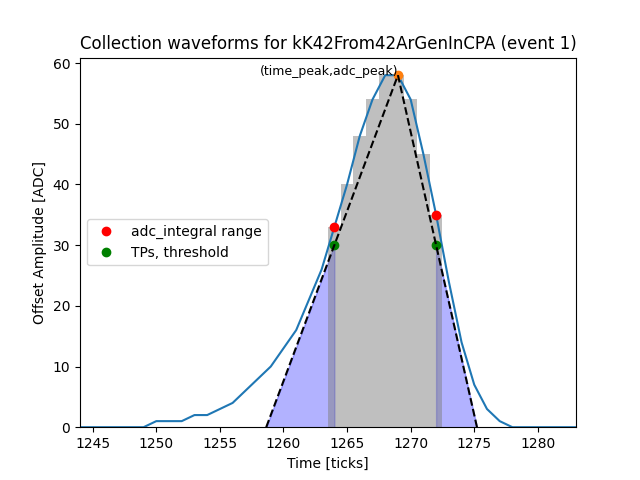 Collection waveforms for kK42From42ArGenInCPA (event 1)
(time_peak,adc_peak)
60
50
40
30
20
10
0
Offset Amplitude [ADC]
adc_integral range
TPs, threshold
1245 1250 1255 1260 1265 1270 1275 1280
Time [ticks]